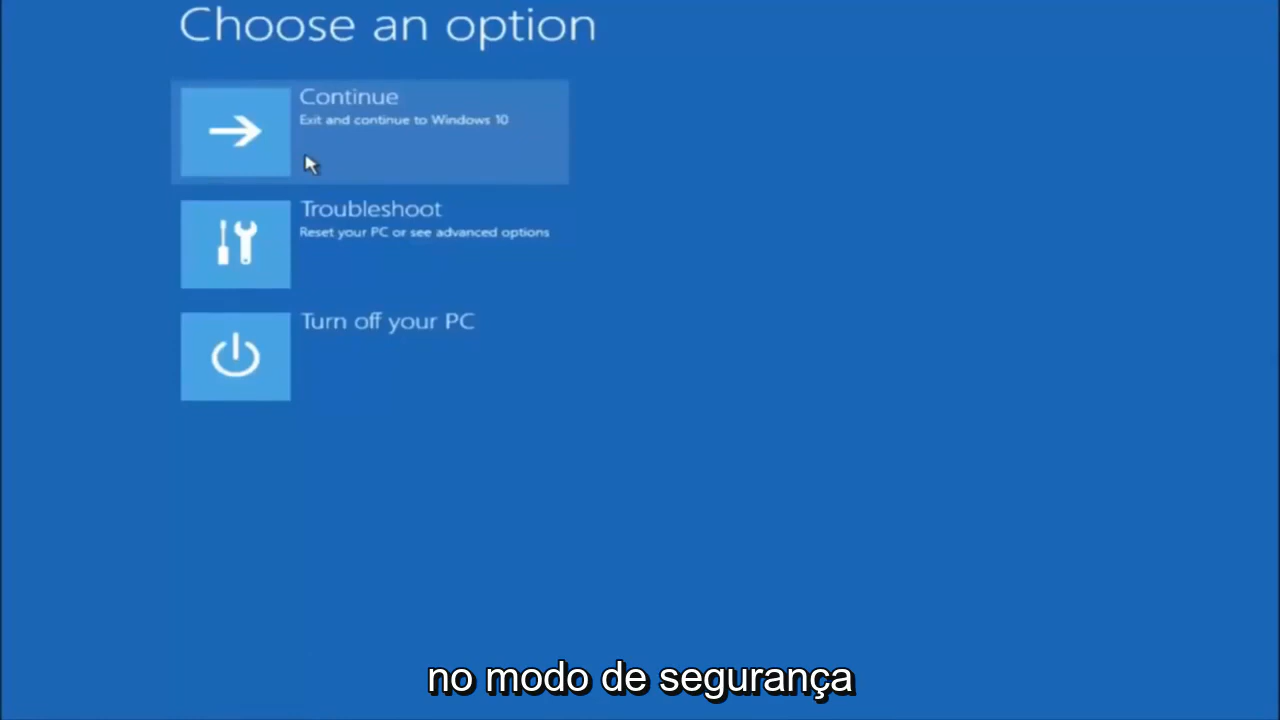 Choose an option
Continue
Exit and continue to Windows 10
Troubleshoot
Reset your PC or see advanced options
Turn off your PC
no modo de segurança